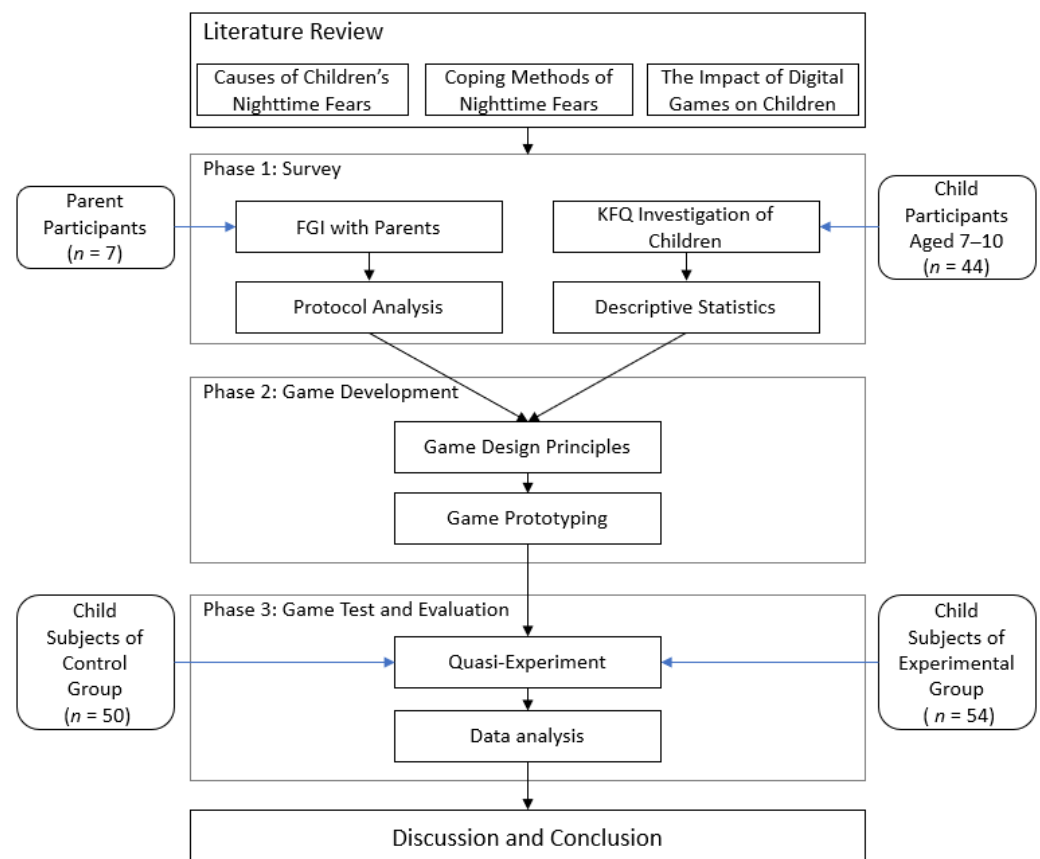 Literature Review
Causes of Children’s
Nighttime Fears
Coping Methods of
Nighttime Fears
The Impact of Digital
Games on Children
Phase 1: Survey
Parent
Participants
(n = 7)
FGI with Parents
KFQ Investigation of
Children
Child
Participants
Aged 7–10
(n = 44)
Protocol Analysis
Descriptive Statistics
Phase 2: Game Development
Game Design Principles
Game Prototyping
Phase 3: Game Test and Evaluation
Child
Subjects of
Control
Group
(n = 50)
Quasi-Experiment
Child
Subjects of
Experimental
Group
( n = 54)
Data analysis
Discussion and Conclusion